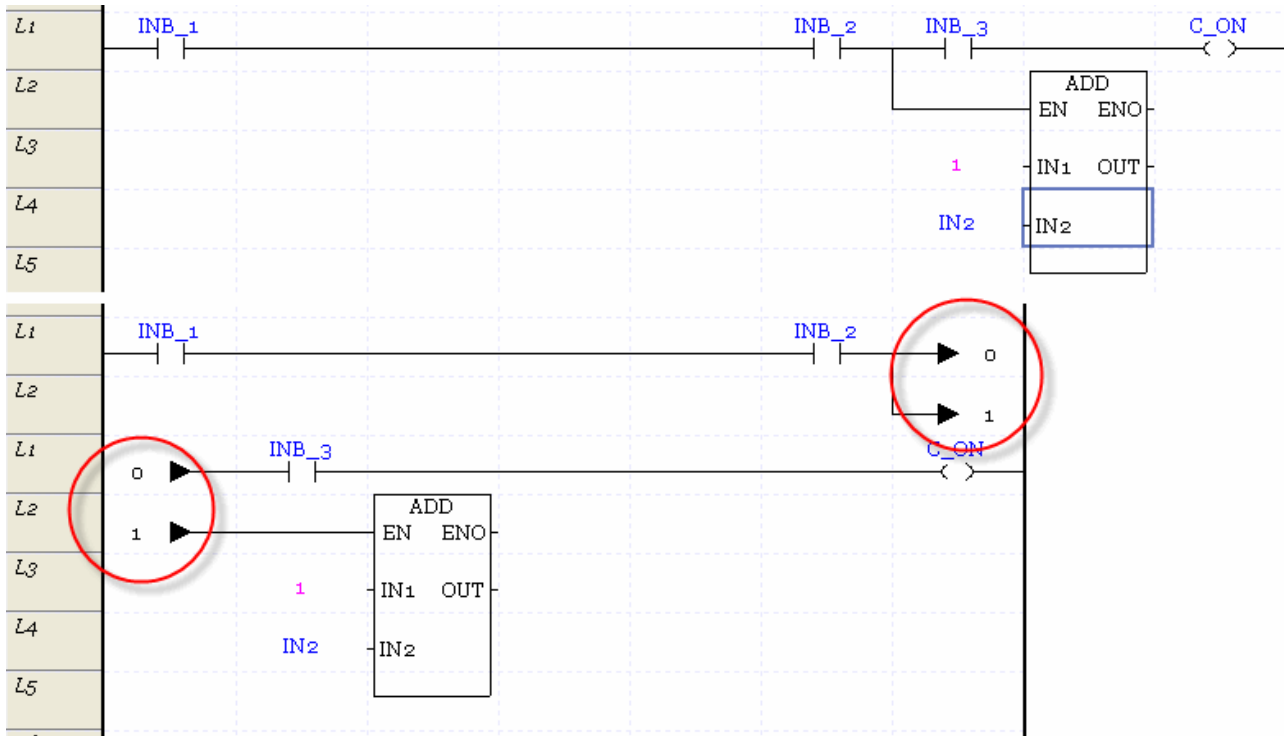 L1 INB_1 INB_2 INB_3 C_ON
L2 ADD
EN ENO
L3 1 IN1 OUT
L4 IN2 IN2
L5
L1 INB_1 INB_2 0
L2 1
L1 0 INB_3 C_ON
L2 ADD
1 EN ENO
L3 1 IN1 OUT
L4 IN2 IN2
L5